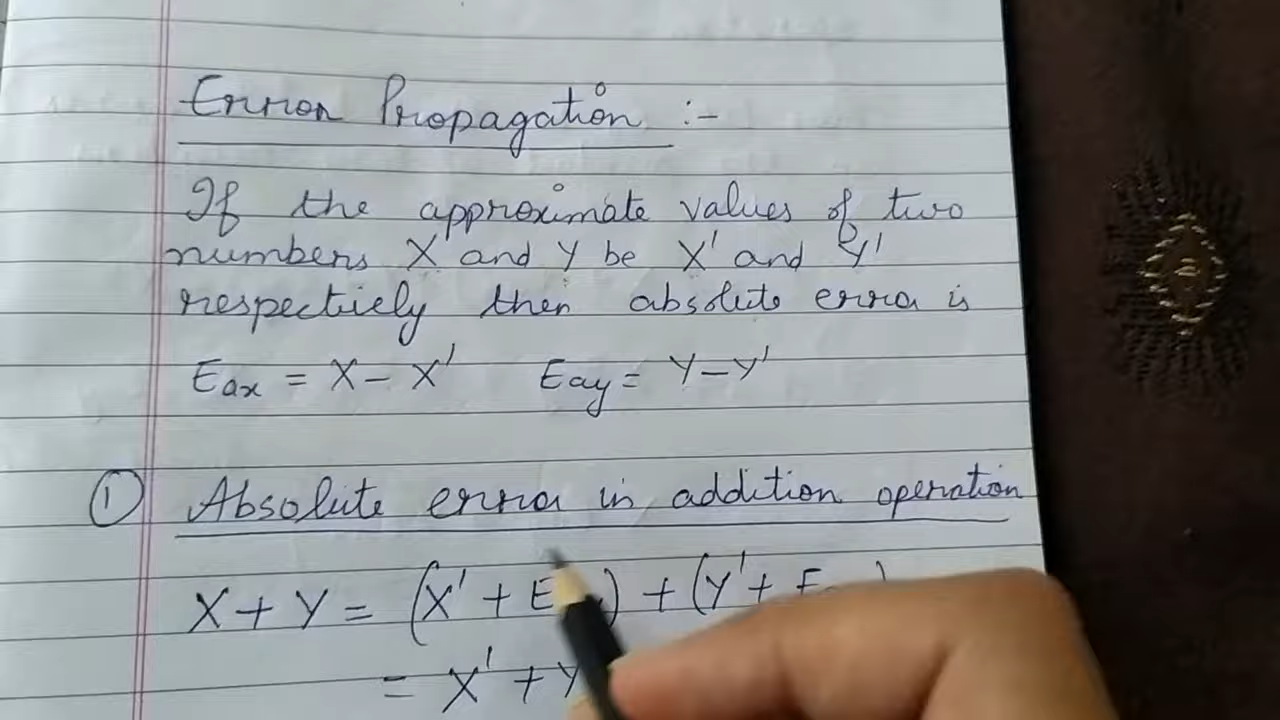 Error Propagation :-
If the approximate values of two
numbers X and Y be X' and Y'
respectively then absolute error is
Eax = X - X' Eay = Y - Y'
① Absolute error in addition operation
X + Y = (X' + E ) + (Y' + E )
= X' + Y